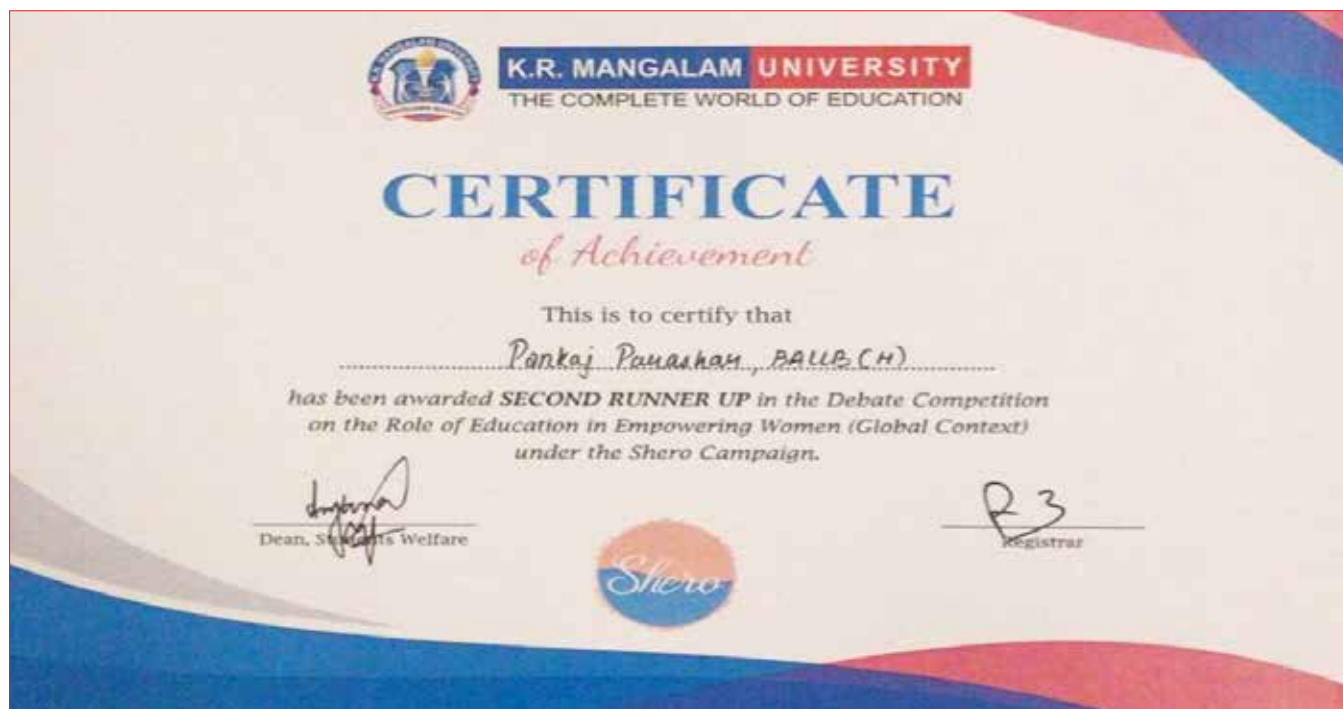 K.R. MANGALAM UNIVERSITY
THE COMPLETE WORLD OF EDUCATION
CERTIFICATE
of Achievement
This is to certify that
Pankaj Parashar, BALLB (H)
has been awarded SECOND RUNNER UP in the Debate Competition
on the Role of Education in Empowering Women (Global Context)
under the Shero Campaign.
Dean, Students Welfare
Registrar
Shero